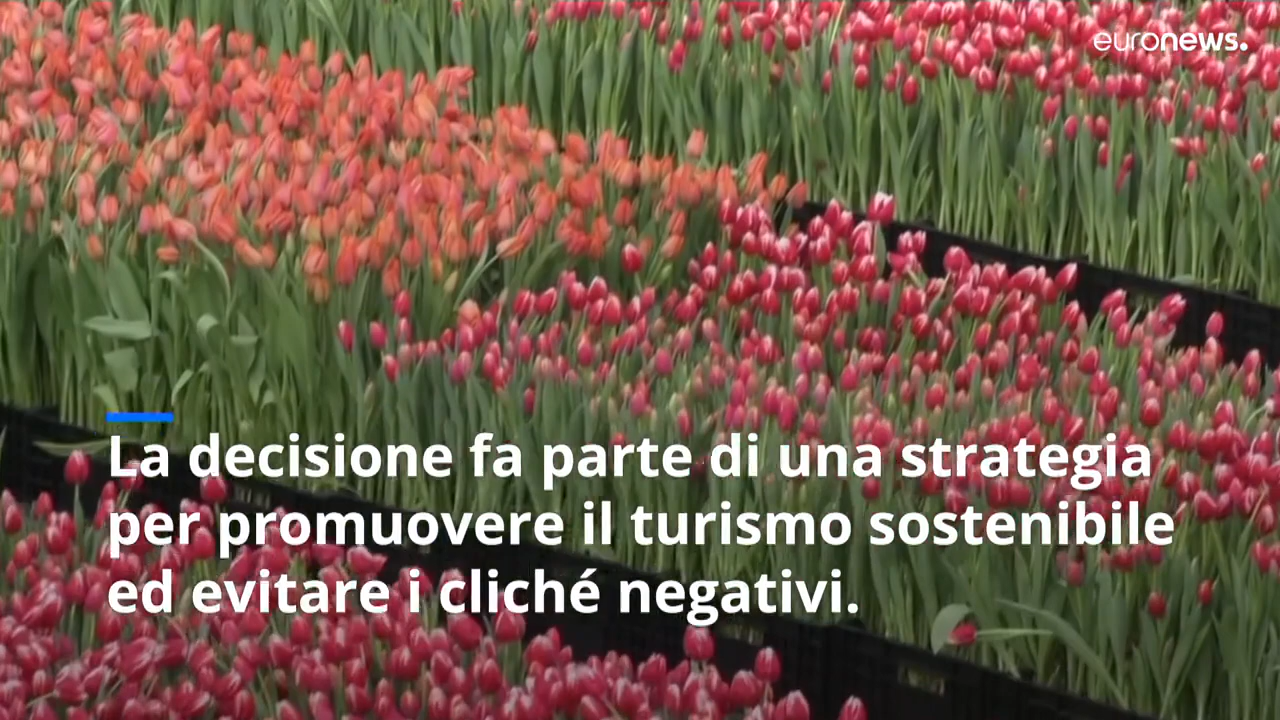 euronews.
La decisione fa parte di una strategia
per promuovere il turismo sostenibile
ed evitare i cliché negativi.